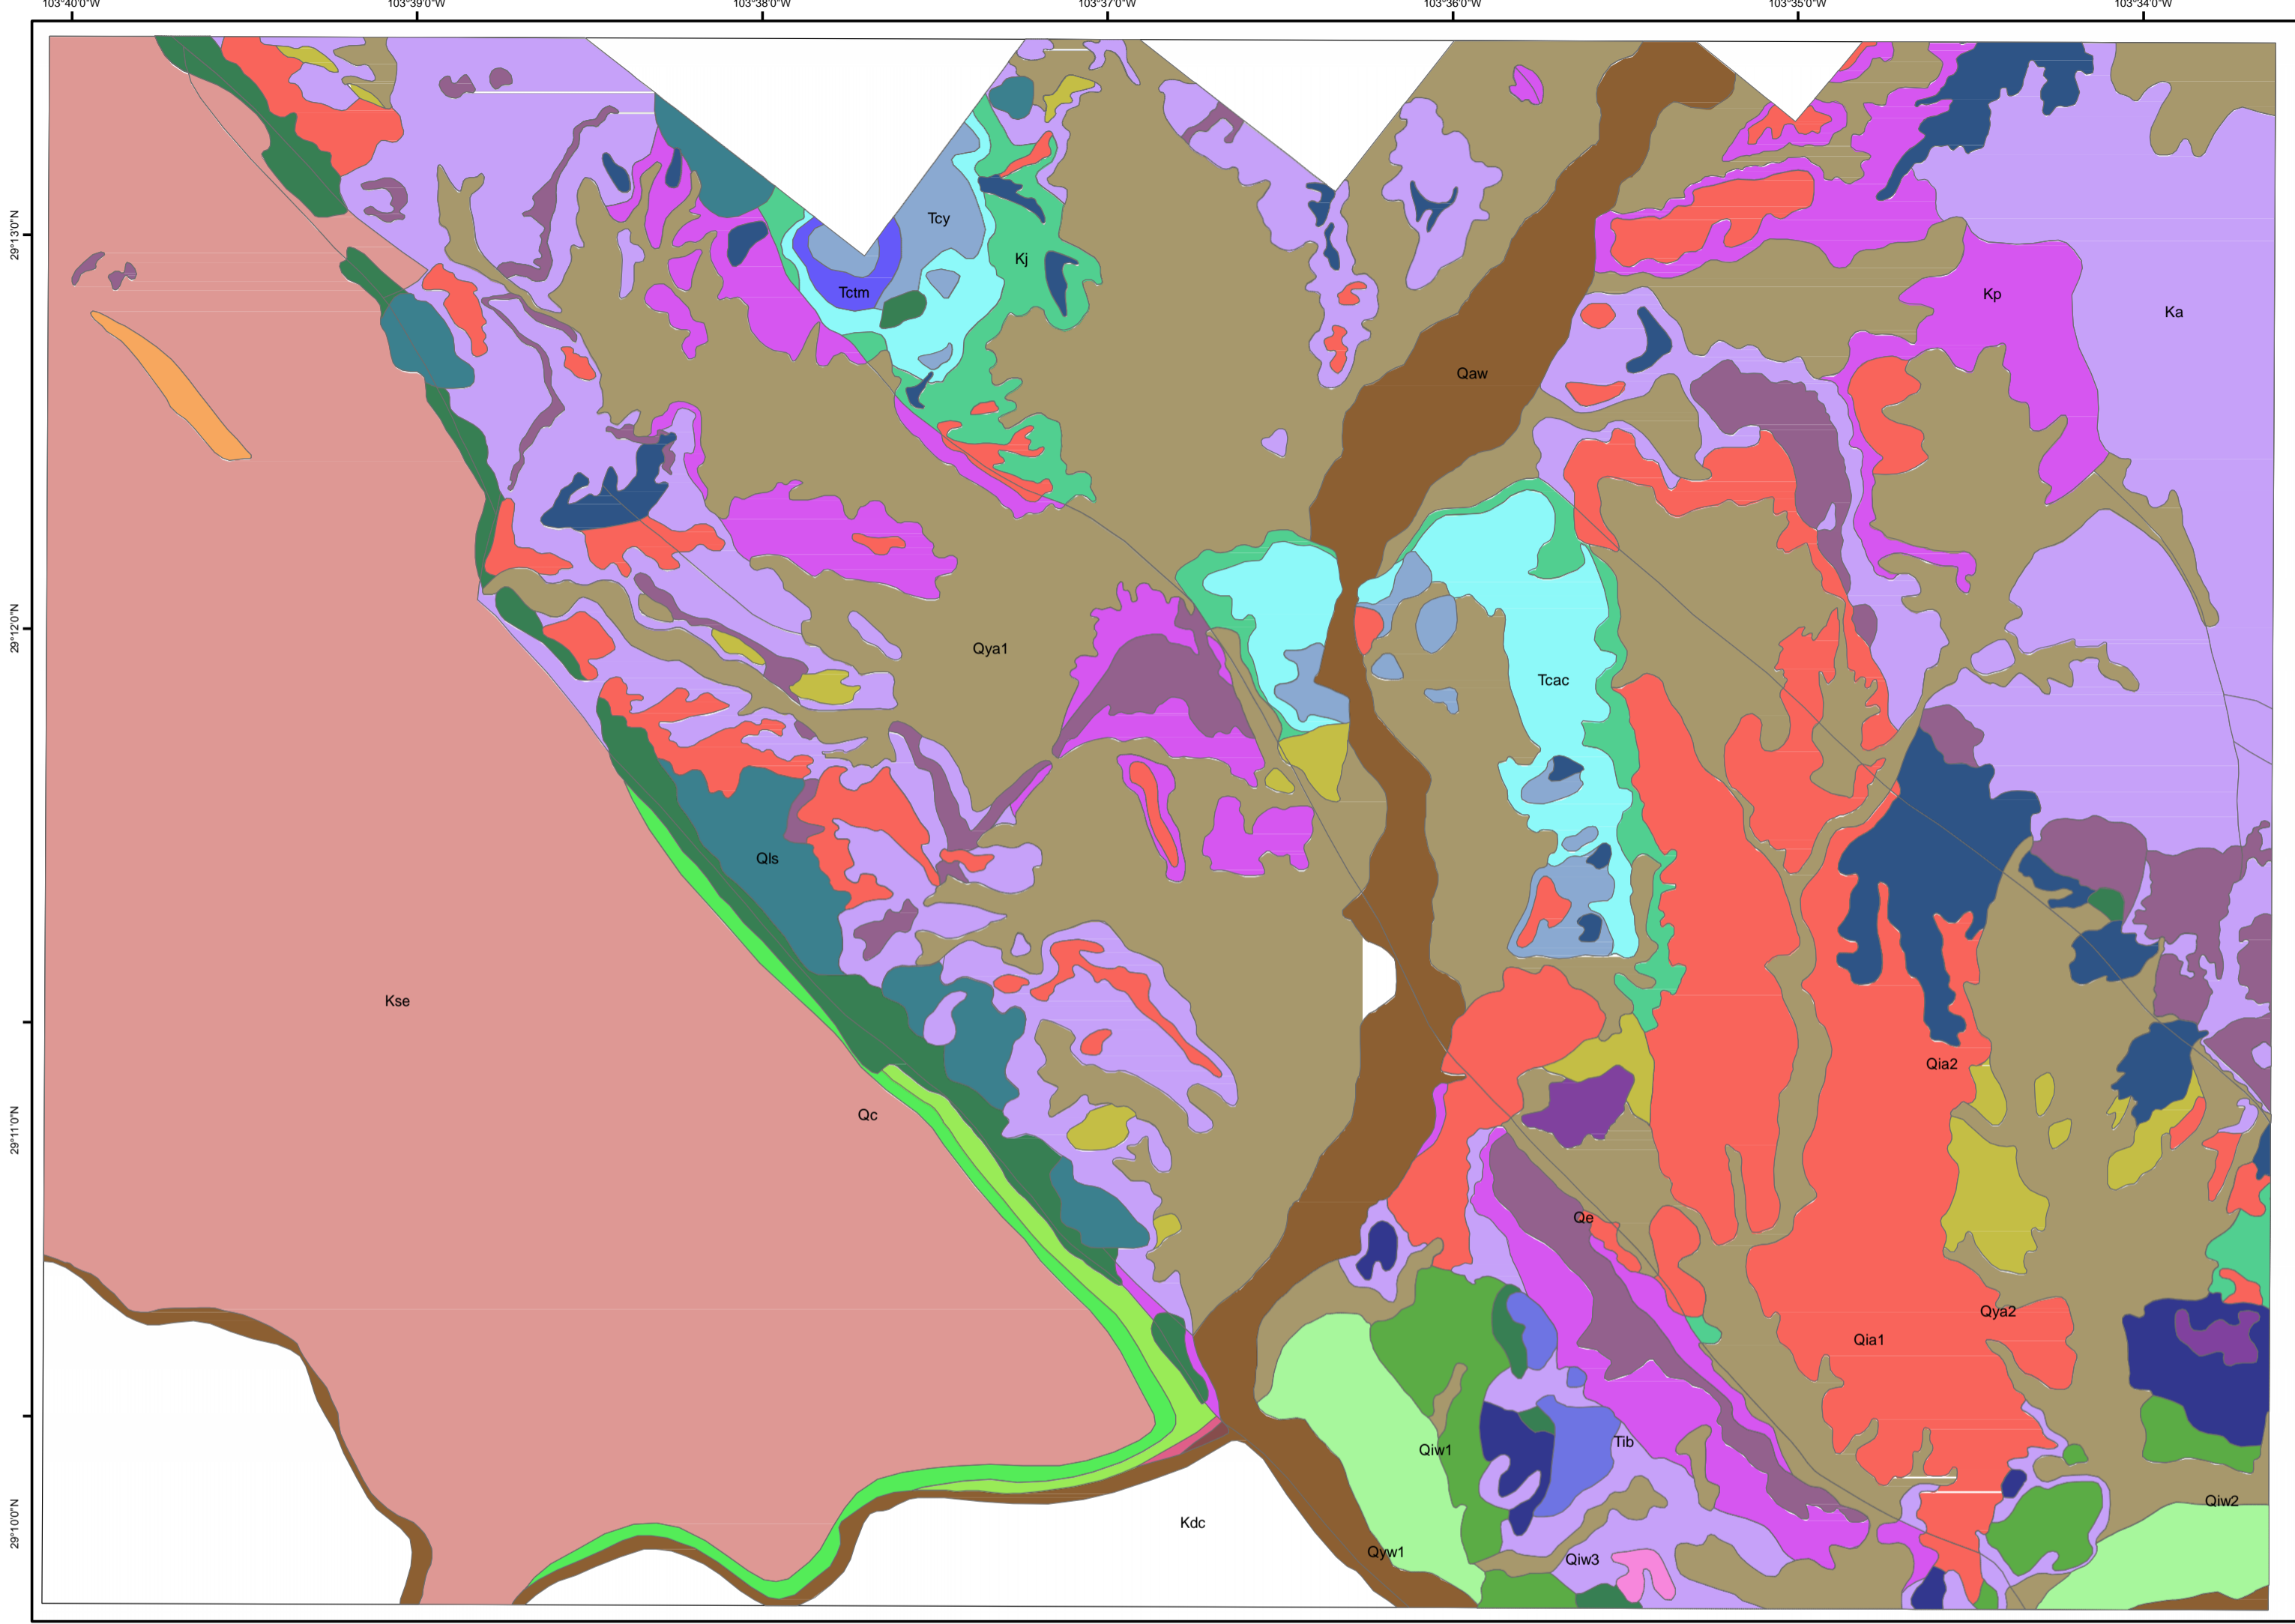 103°40'0"W 103°39'0"W 103°38'0"W 103°37'0"W 103°36'0"W 103°35'0"W 103°34'0"W
Tcy
29°13'0"N
Kj
Tctm
Kp
Ka
Qaw
29°12'0"N
Qya1
Tcac
Qls
Kse
Qia2
Qc
29°11'0"N
Qe
Qya2
Qia1
Tib
Qiw1
Qiw2
29°10'0"N
Kdc
Qyw1
Qiw3